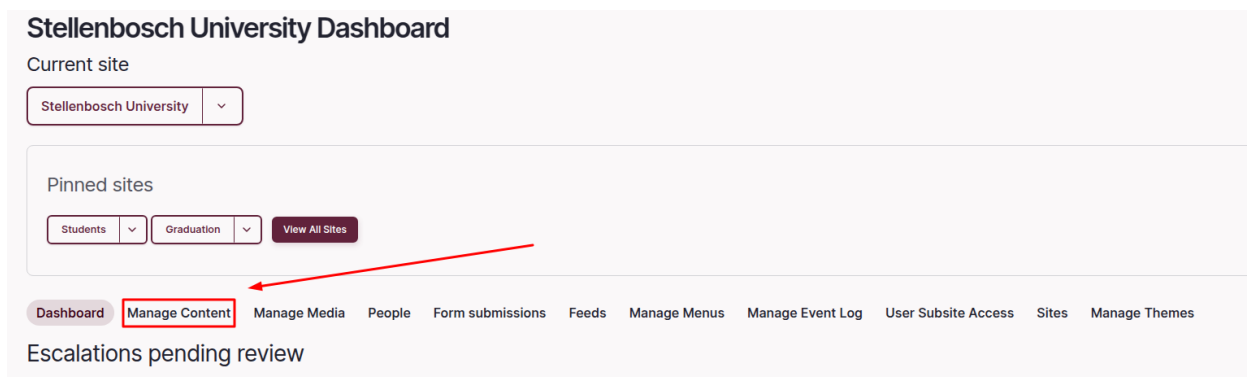 Stellenbosch University Dashboard
Current site
Stellenbosch University
Pinned sites
Students Graduation View All Sites
Dashboard Manage Content Manage Media People Form submissions Feeds Manage Menus Manage Event Log User Subsite Access Sites Manage Themes
Escalations pending review